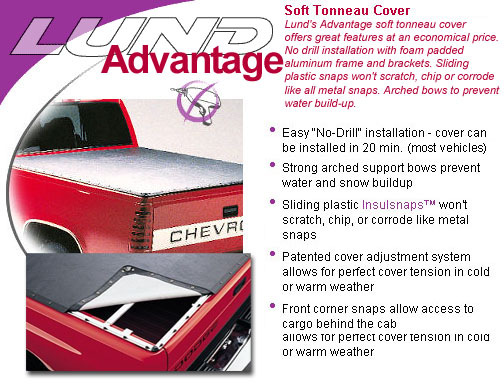 LUND
Advantage
Soft Tonneau Cover
Lund's Advantage soft tonneau cover
offers great features at an economical price.
No drill installation with foam padded
aluminum frame and brackets. Sliding
plastic snaps won't scratch, chip or corrode
like all metal snaps. Arched bows to prevent
water build-up.
• Easy "No-Drill" installation - cover can
be installed in 20 min. (most vehicles)
• Strong arched support bows prevent
water and snow buildup
• Sliding plastic Insulsnaps™ won't
scratch, chip, or corrode like metal
snaps
• Patented cover adjustment system
allows for perfect cover tension in cold
or warm weather
• Front corner snaps allow access to
cargo behind the cab
allows for perfect cover tension in cold
or warm weather
CHEVRO
DODGE